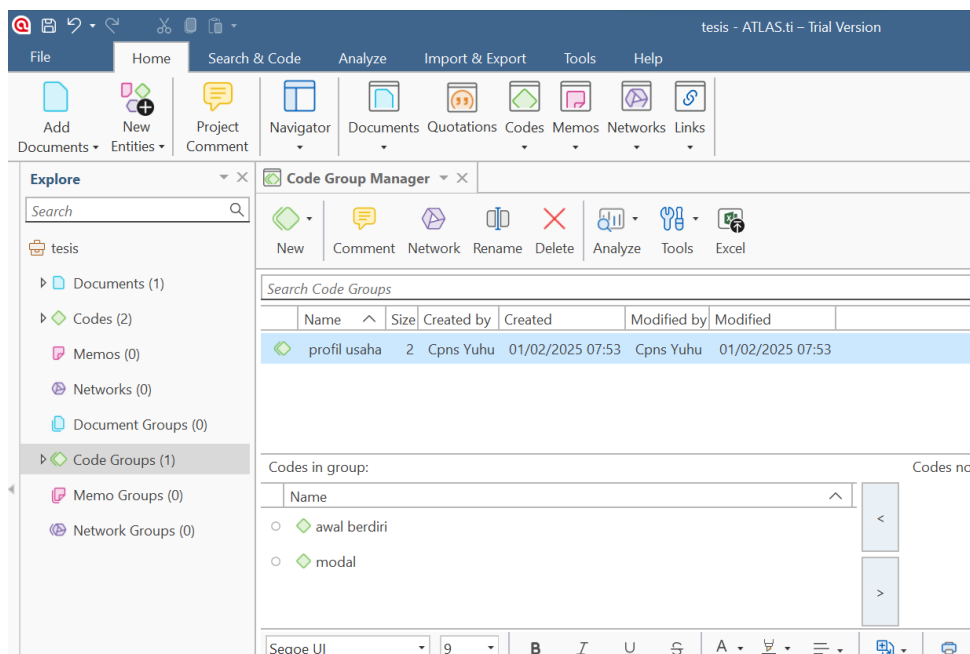 tesis - ATLAS.ti – Trial Version
File Home Search & Code Analyze Import & Export Tools Help
Add Documents New Entities Project Comment Navigator Documents Quotations Codes Memos Networks Links
Explore
Search
tesis
Documents (1)
Codes (2)
Memos (0)
Networks (0)
Document Groups (0)
Code Groups (1)
Memo Groups (0)
Network Groups (0)
Code Group Manager
New Comment Network Rename Delete Analyze Tools Excel
Search Code Groups
Name Size Created by Created Modified by Modified
profil usaha 2 Cpns Yuhu 01/02/2025 07:53 Cpns Yuhu 01/02/2025 07:53
Codes in group:
Codes no
Name
awal berdiri
modal
<
>
Segoe UI 9 B I U S A